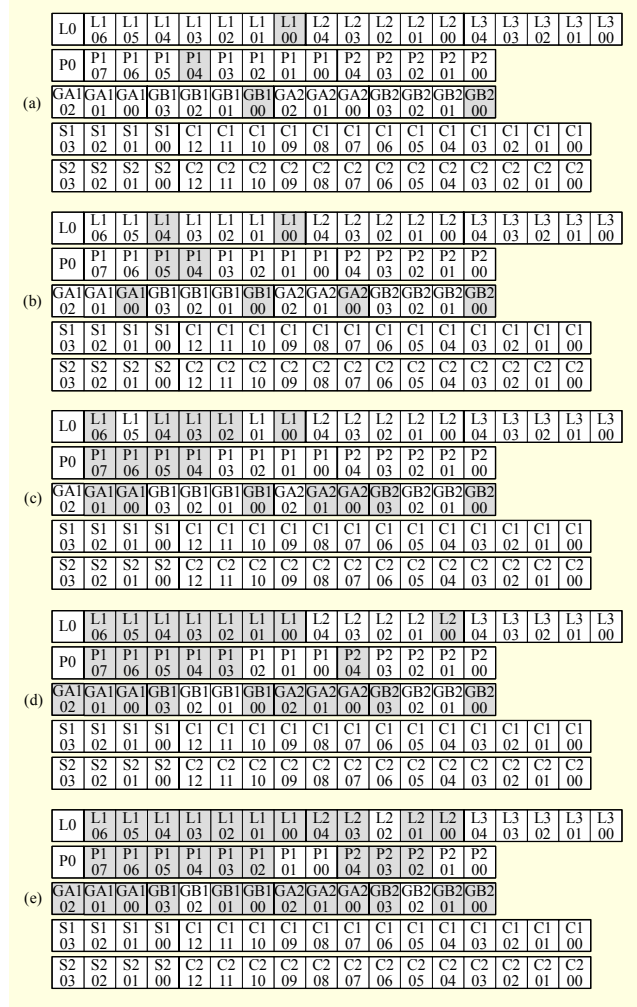 L0 L1 L1 L1 L1 L1 L1 L1 L2 L2 L2 L2 L2 L3 L3 L3 L3 L3
06 05 04 03 02 01 00 04 03 02 01 00 04 03 02 01 00
P0 P1 P1 P1 P1 P1 P1 P1 P1 P2 P2 P2 P2 P2
07 06 05 04 03 02 01 00 04 03 02 01 00
(a) GA1 GA1 GA1 GB1 GB1 GB1 GB1 GA2 GA2 GA2 GB2 GB2 GB2 GB2
02 01 00 03 02 01 00 02 01 00 03 02 01 00
S1 S1 S1 S1 C1 C1 C1 C1 C1 C1 C1 C1 C1 C1 C1 C1 C1
03 02 01 00 12 11 10 09 08 07 06 05 04 03 02 01 00
S2 S2 S2 S2 C2 C2 C2 C2 C2 C2 C2 C2 C2 C2 C2 C2 C2
03 02 01 00 12 11 10 09 08 07 06 05 04 03 02 01 00
L0 L1 L1 L1 L1 L1 L1 L1 L2 L2 L2 L2 L2 L3 L3 L3 L3 L3
06 05 04 03 02 01 00 04 03 02 01 00 04 03 02 01 00
P0 P1 P1 P1 P1 P1 P1 P1 P1 P2 P2 P2 P2 P2
07 06 05 04 03 02 01 00 04 03 02 01 00
(b) GA1 GA1 GA1 GB1 GB1 GB1 GB1 GA2 GA2 GA2 GB2 GB2 GB2 GB2
02 01 00 03 02 01 00 02 01 00 03 02 01 00
S1 S1 S1 S1 C1 C1 C1 C1 C1 C1 C1 C1 C1 C1 C1 C1 C1
03 02 01 00 12 11 10 09 08 07 06 05 04 03 02 01 00
S2 S2 S2 S2 C2 C2 C2 C2 C2 C2 C2 C2 C2 C2 C2 C2 C2
03 02 01 00 12 11 10 09 08 07 06 05 04 03 02 01 00
L0 L1 L1 L1 L1 L1 L1 L1 L2 L2 L2 L2 L2 L3 L3 L3 L3 L3
06 05 04 03 02 01 00 04 03 02 01 00 04 03 02 01 00
P0 P1 P1 P1 P1 P1 P1 P1 P1 P2 P2 P2 P2 P2
07 06 05 04 03 02 01 00 04 03 02 01 00
(c) GA1 GA1 GA1 GB1 GB1 GB1 GB1 GA2 GA2 GA2 GB2 GB2 GB2 GB2
02 01 00 03 02 01 00 02 01 00 03 02 01 00
S1 S1 S1 S1 C1 C1 C1 C1 C1 C1 C1 C1 C1 C1 C1 C1 C1
03 02 01 00 12 11 10 09 08 07 06 05 04 03 02 01 00
S2 S2 S2 S2 C2 C2 C2 C2 C2 C2 C2 C2 C2 C2 C2 C2 C2
03 02 01 00 12 11 10 09 08 07 06 05 04 03 02 01 00
L0 L1 L1 L1 L1 L1 L1 L1 L2 L2 L2 L2 L2 L3 L3 L3 L3 L3
06 05 04 03 02 01 00 04 03 02 01 00 04 03 02 01 00
P0 P1 P1 P1 P1 P1 P1 P1 P1 P2 P2 P2 P2 P2
07 06 05 04 03 02 01 00 04 03 02 01 00
(d) GA1 GA1 GA1 GB1 GB1 GB1 GB1 GA2 GA2 GA2 GB2 GB2 GB2 GB2
02 01 00 03 02 01 00 02 01 00 03 02 01 00
S1 S1 S1 S1 C1 C1 C1 C1 C1 C1 C1 C1 C1 C1 C1 C1 C1
03 02 01 00 12 11 10 09 08 07 06 05 04 03 02 01 00
S2 S2 S2 S2 C2 C2 C2 C2 C2 C2 C2 C2 C2 C2 C2 C2 C2
03 02 01 00 12 11 10 09 08 07 06 05 04 03 02 01 00
L0 L1 L1 L1 L1 L1 L1 L1 L2 L2 L2 L2 L2 L3 L3 L3 L3 L3
06 05 04 03 02 01 00 04 03 02 01 00 04 03 02 01 00
P0 P1 P1 P1 P1 P1 P1 P1 P1 P2 P2 P2 P2 P2
07 06 05 04 03 02 01 00 04 03 02 01 00
(e) GA1 GA1 GA1 GB1 GB1 GB1 GB1 GA2 GA2 GA2 GB2 GB2 GB2 GB2
02 01 00 03 02 01 00 02 01 00 03 02 01 00
S1 S1 S1 S1 C1 C1 C1 C1 C1 C1 C1 C1 C1 C1 C1 C1 C1
03 02 01 00 12 11 10 09 08 07 06 05 04 03 02 01 00
S2 S2 S2 S2 C2 C2 C2 C2 C2 C2 C2 C2 C2 C2 C2 C2 C2
03 02 01 00 12 11 10 09 08 07 06 05 04 03 02 01 00